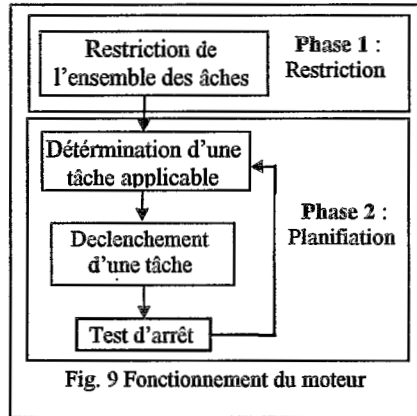 Restriction de
l'ensemble des âches
Phase 1 :
Restriction
Détérmination d'une
tâche applicable
Declenchement
d'une tâche
Test d'arrêt
Phase 2 :
Planifiation
Fig. 9 Fonctionnement du moteur